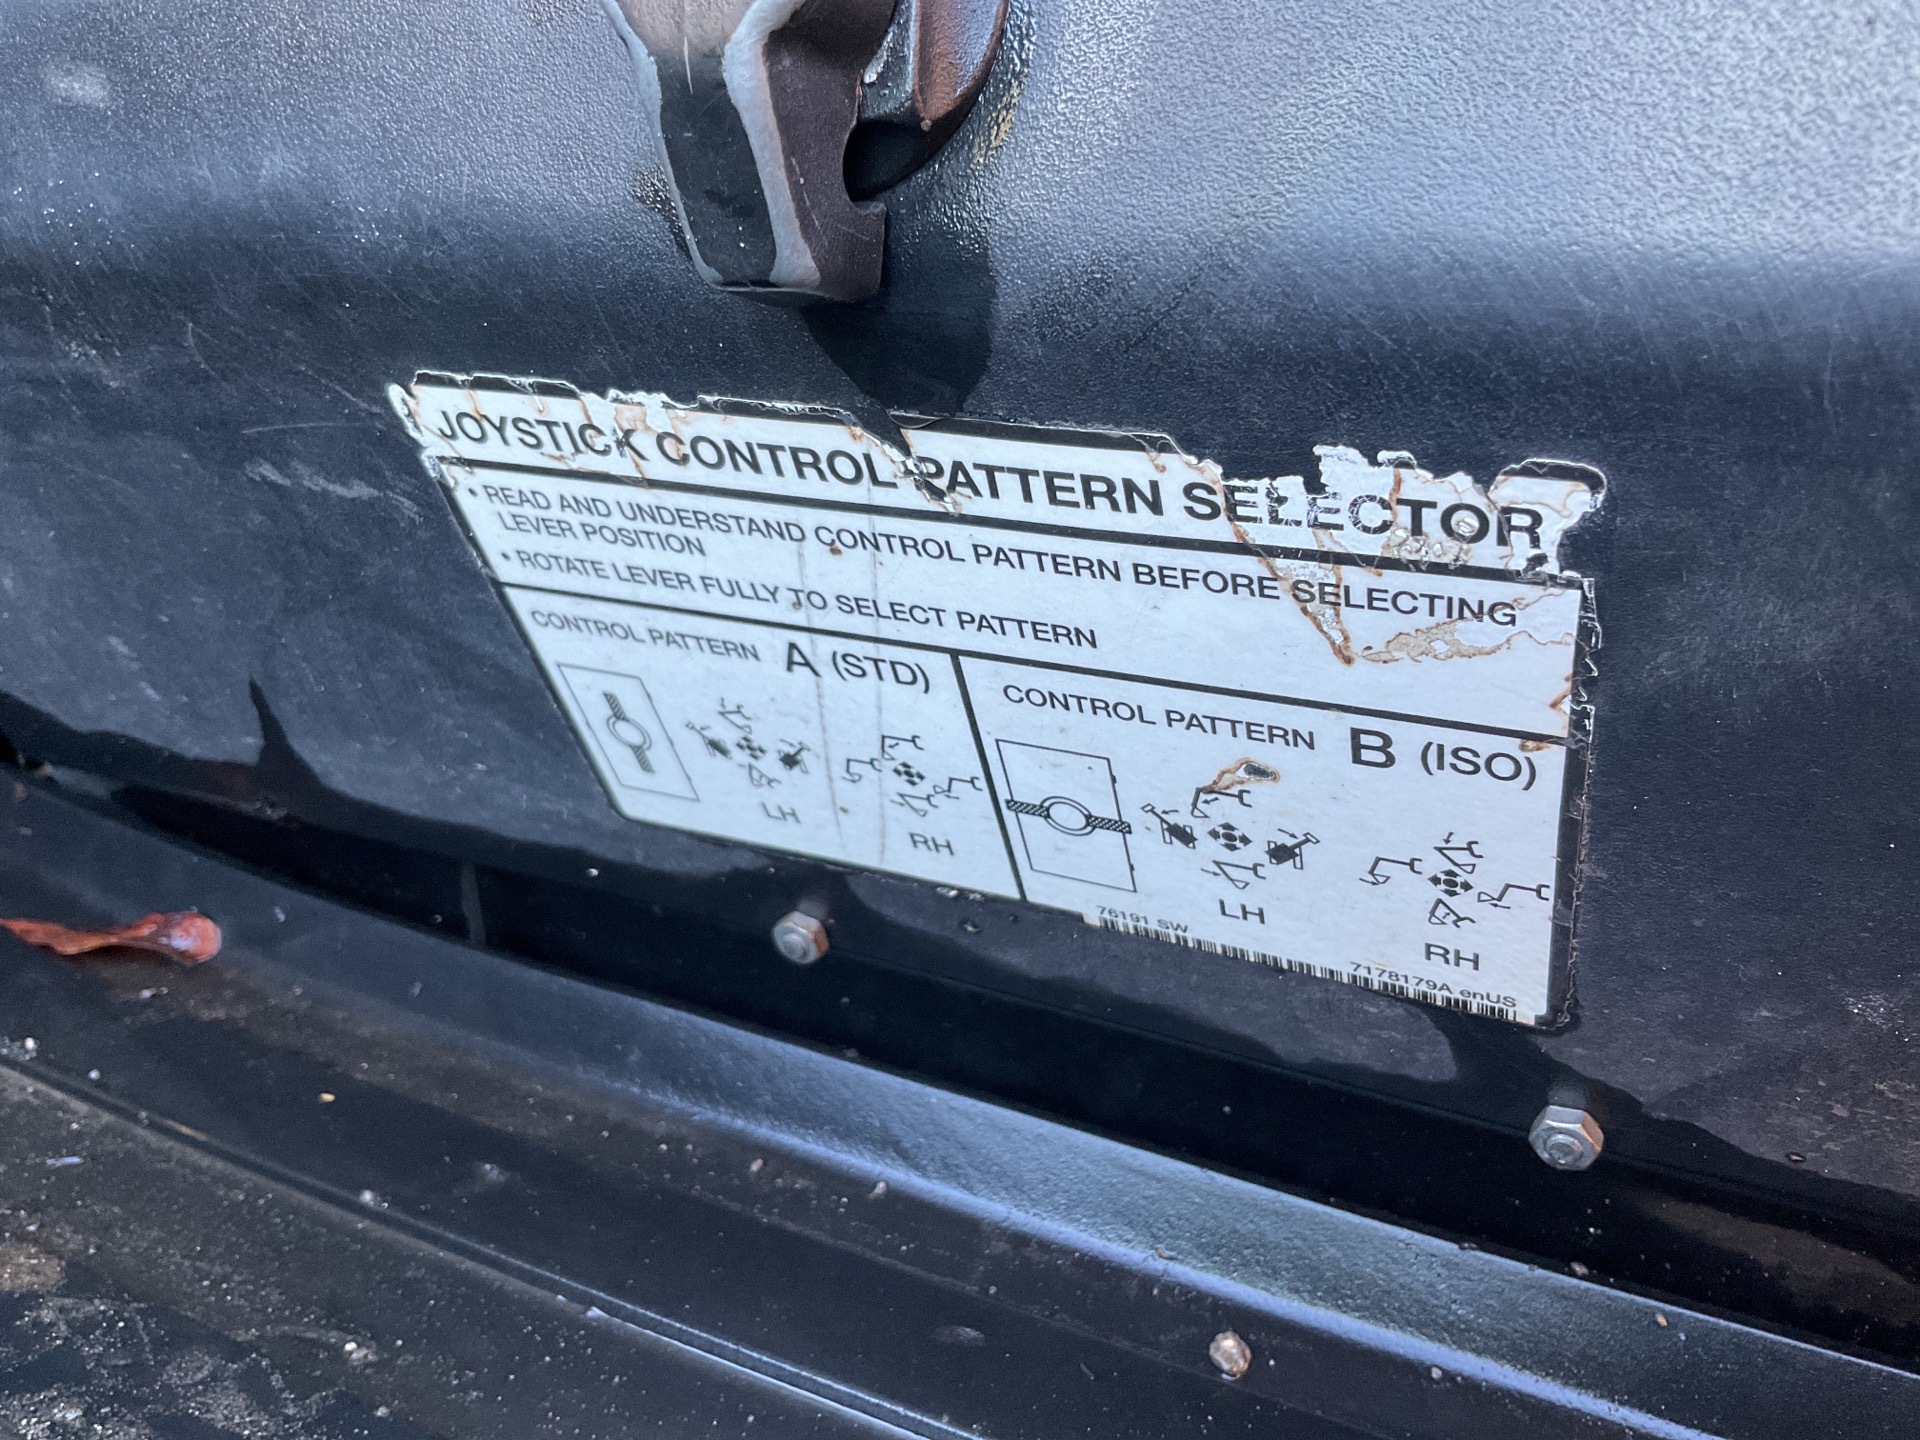 JOYSTICK CONTROL PATTERN SELECTOR
• READ AND UNDERSTAND CONTROL PATTERN BEFORE SELECTING
LEVER POSITION
• ROTATE LEVER FULLY TO SELECT PATTERN
CONTROL PATTERN A (STD)
LH
RH
CONTROL PATTERN B (ISO)
LH
RH
76191 SW
7178179A enUS